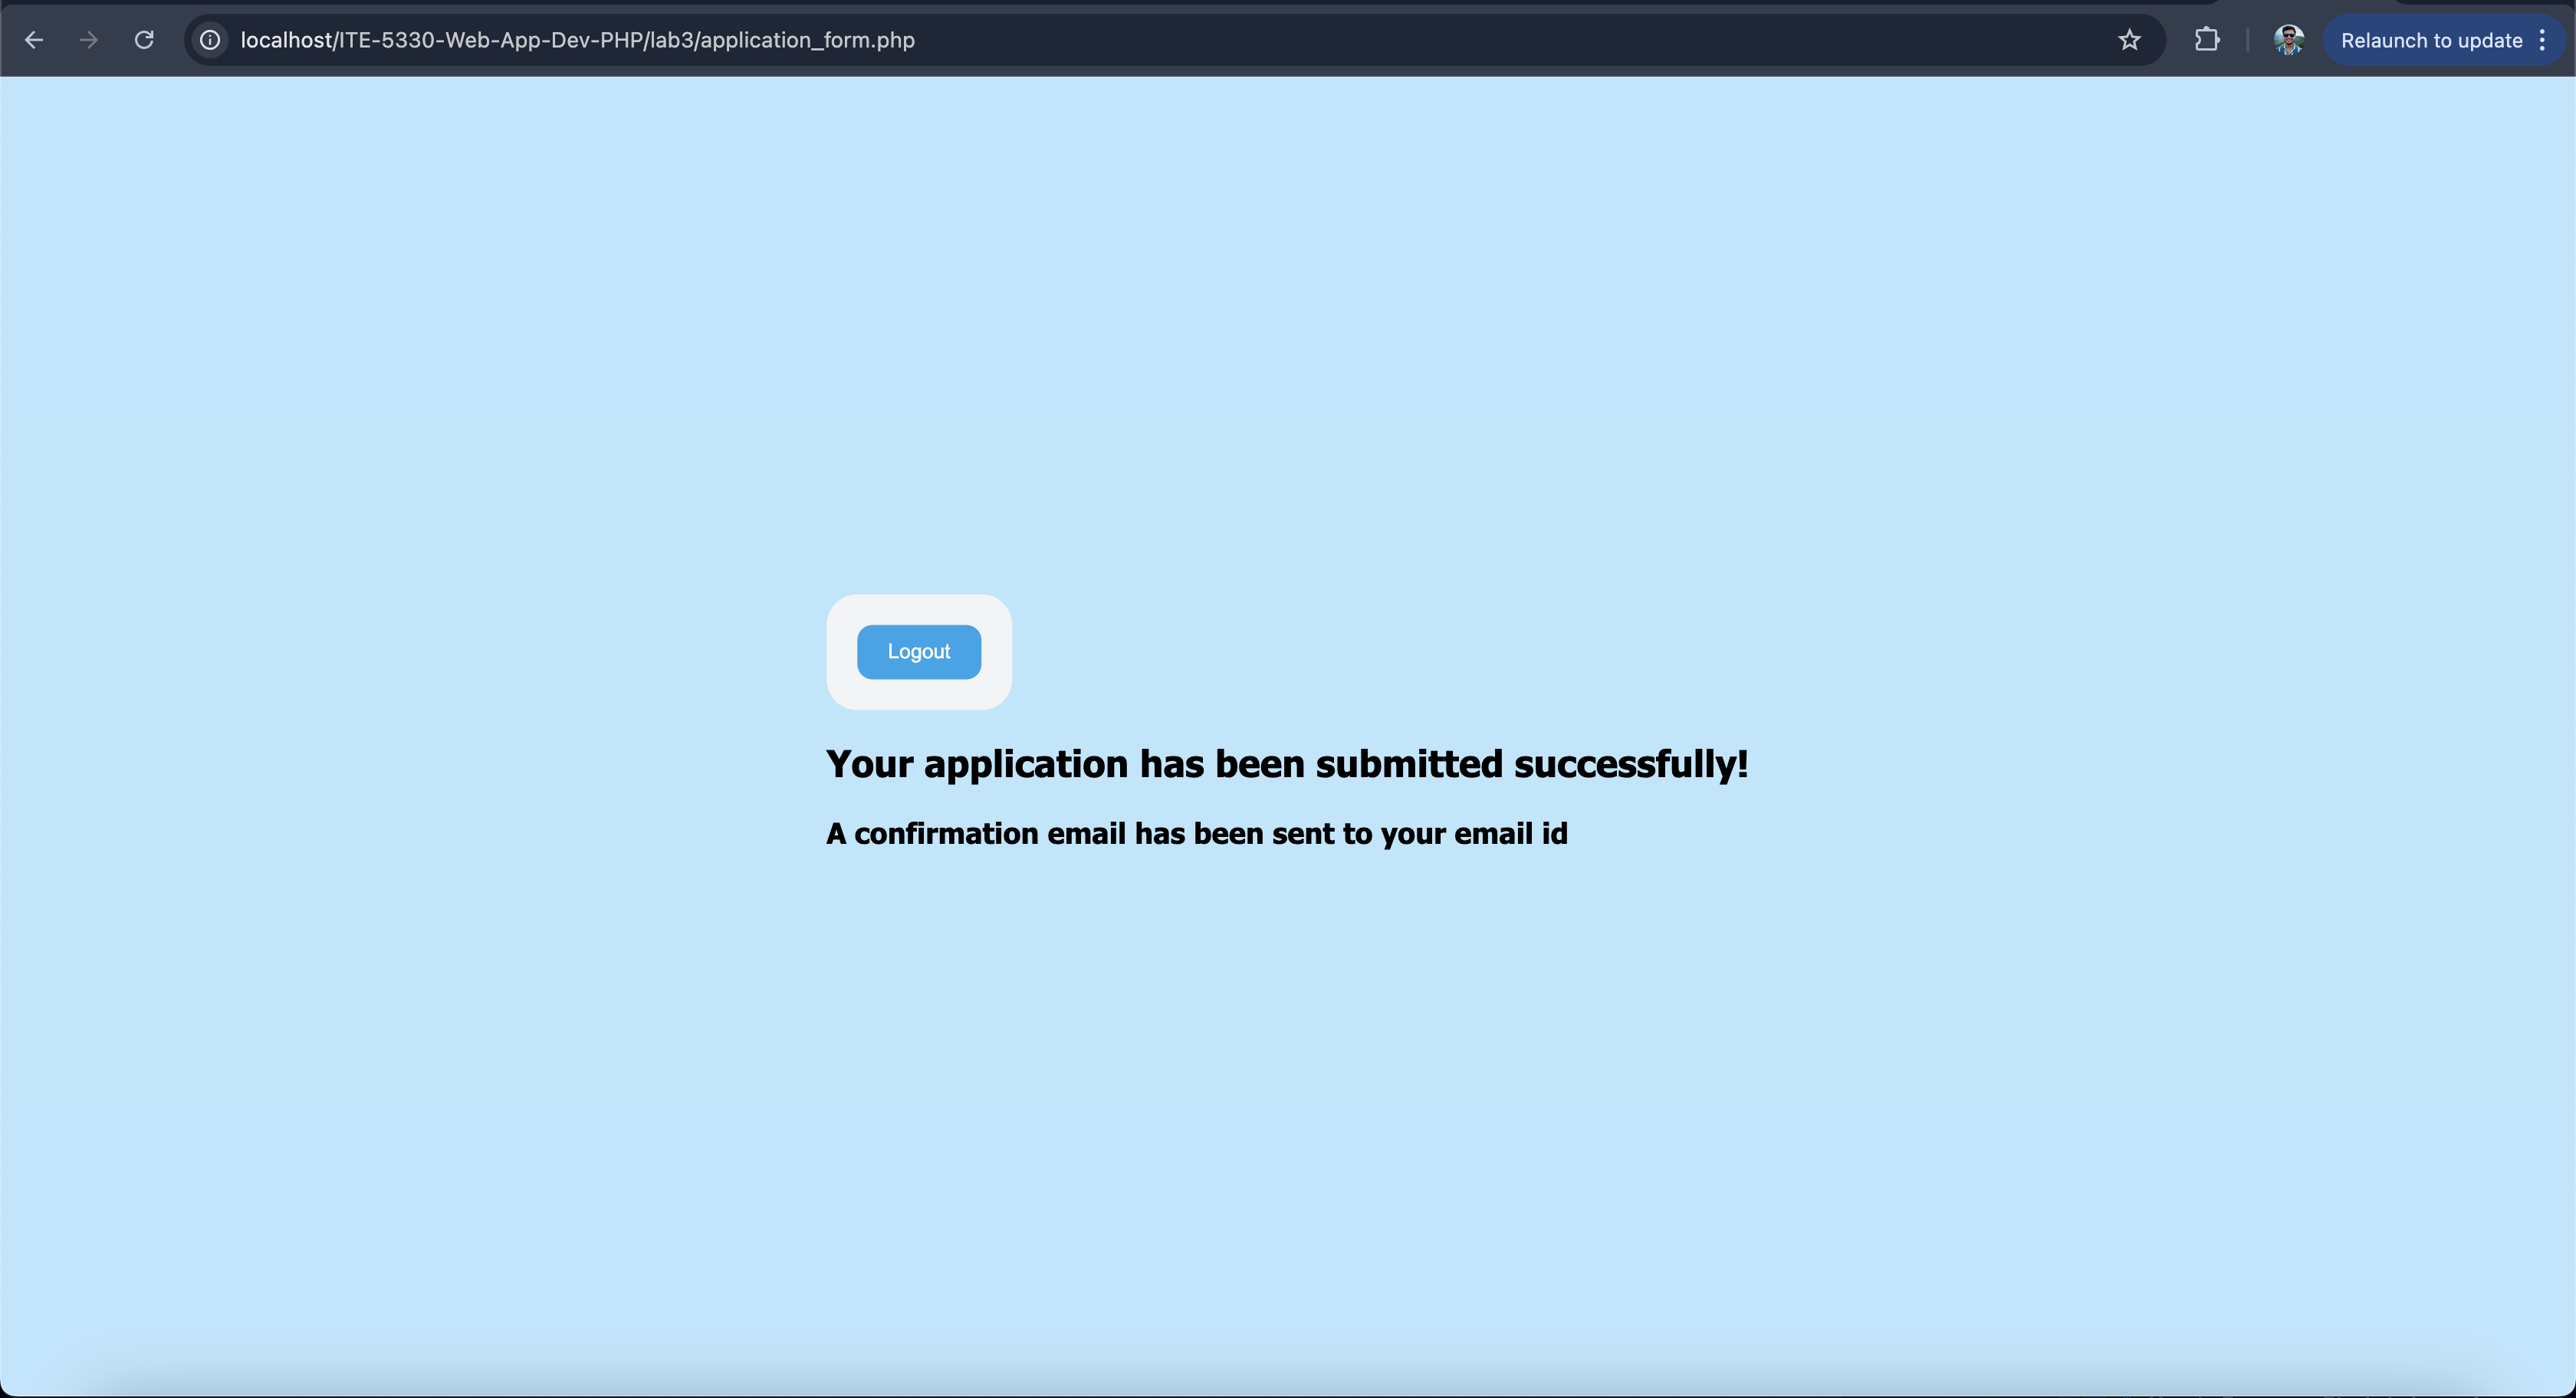 localhost/ITE-5330-Web-App-Dev-PHP/lab3/application_form.php
Relaunch to update
Logout
Your application has been submitted successfully!
A confirmation email has been sent to your email id